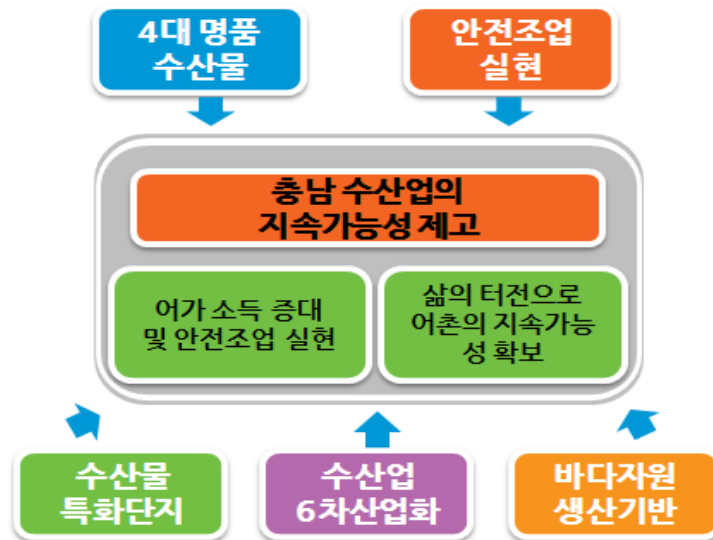 4대 명품
수산물
안전조업
실현
충남 수산업의
지속가능성 제고
어가 소득 증대
및 안전조업 실현
삶의 터전으로
어촌의 지속가능
성 확보
수산물
특화단지
수산업
6차산업화
바다자원
생산기반